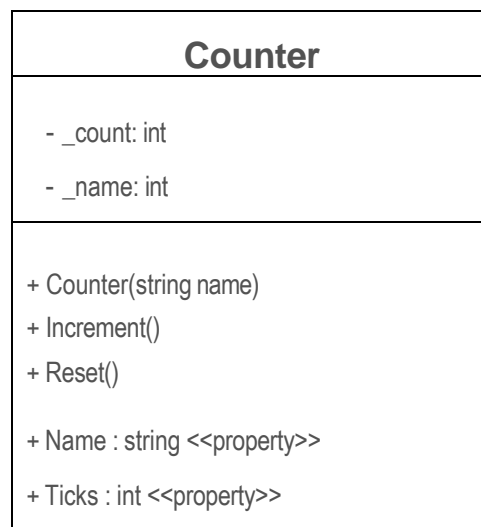 Counter
- _count: int
- _name: int
+ Counter(string name)
+ Increment()
+ Reset()
+ Name : string <<property>>
+ Ticks : int <<property>>